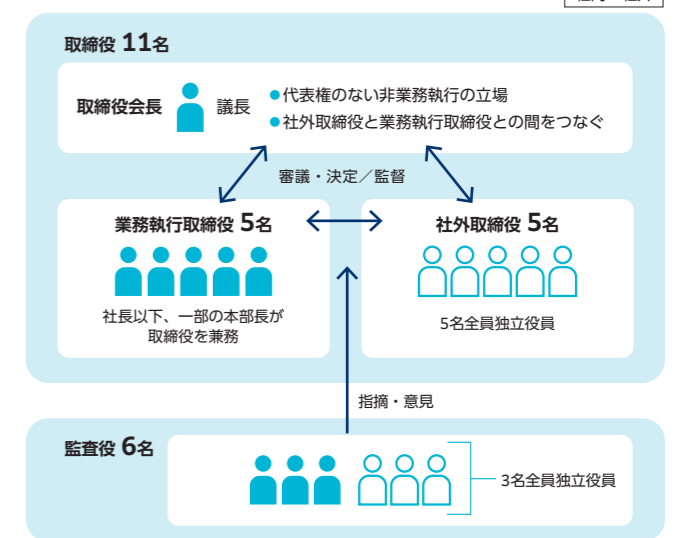 取締役 11名
取締役会長
議長
●代表権のない非業務執行の立場
●社外取締役と業務執行取締役との間をつなぐ
審議・決定／監督
業務執行取締役 5名
社長以下、一部の本部長が
取締役を兼務
社外取締役 5名
5名全員独立役員
指摘・意見
監査役 6名
3名全員独立役員